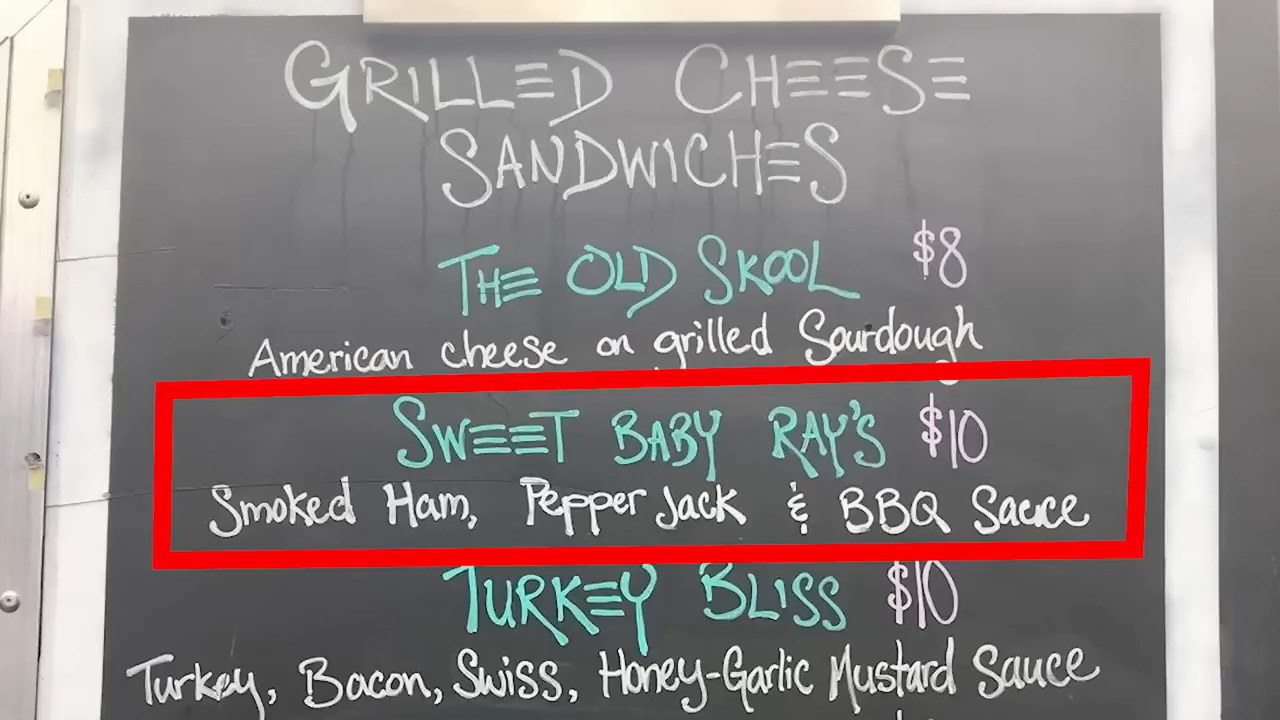 GRILLED CHEESE
SANDWICHES
THE OLD SKOOL $8
American cheese on grilled Sourdough
SWEET BABY RAY'S $10
Smoked Ham, Pepper Jack & BBQ Sauce
TURKEY BLISS $10
Turkey, Bacon, Swiss, Honey-Garlic Mustard Sauce